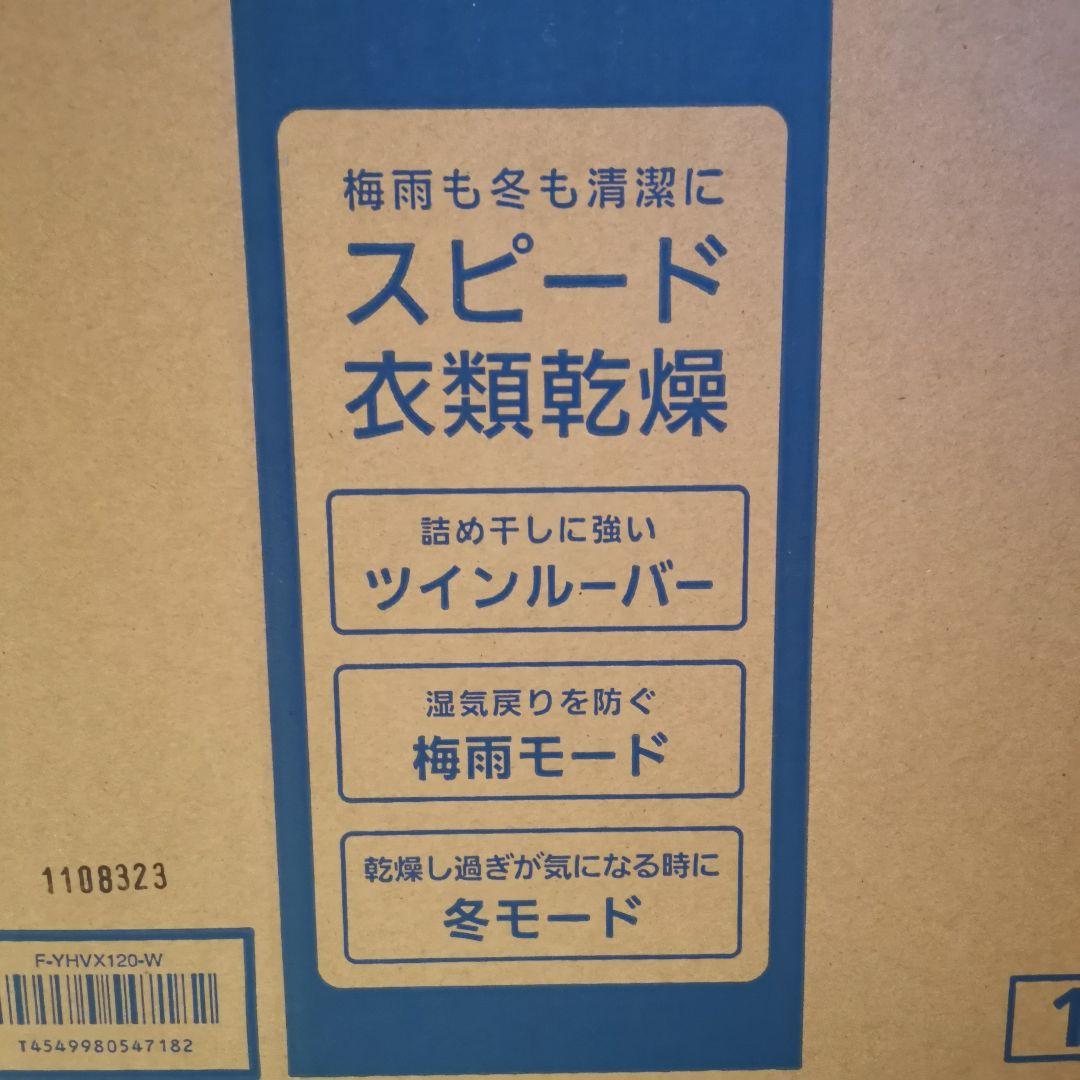 梅雨も冬も清潔に
スピード
衣類乾燥
詰め干しに強い
ツインルーバー
湿気戻りを防ぐ
梅雨モード
乾燥し過ぎが気になる時に
冬モード
1108323
F-YHVX120-W
T4549980547182
1